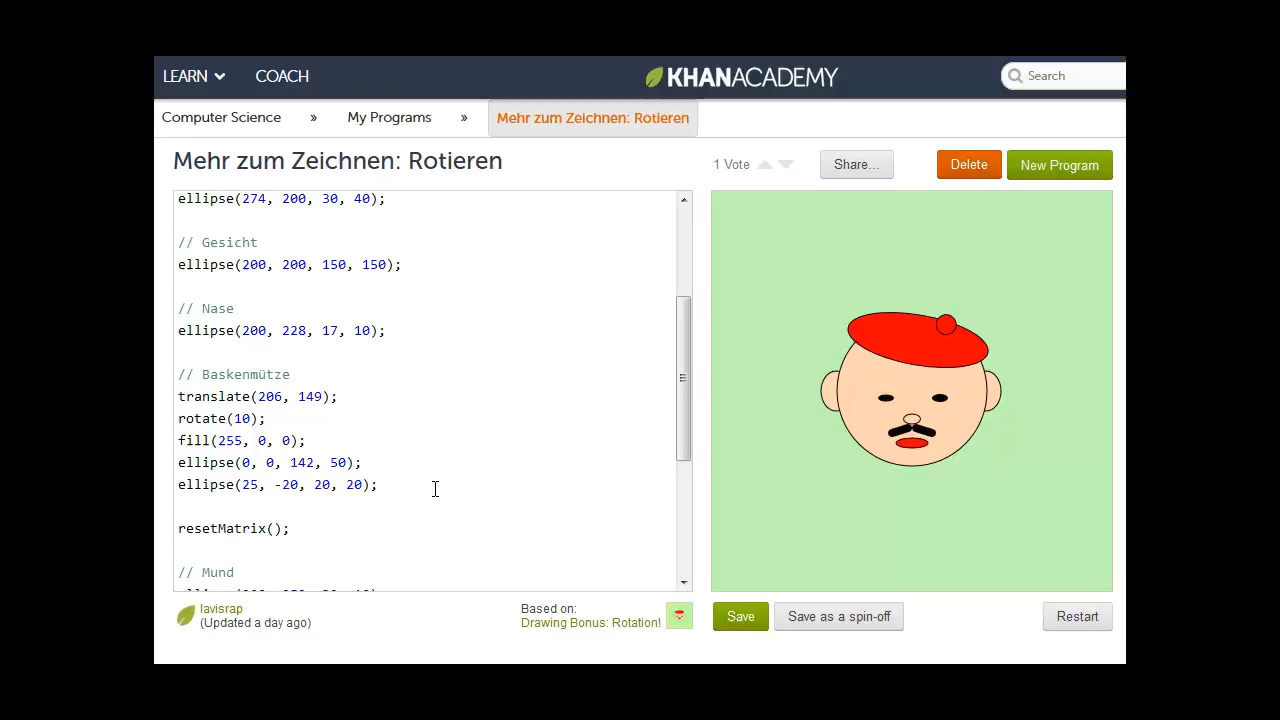 LEARN COACH KHANACADEMY Search
Computer Science » My Programs » Mehr zum Zeichnen: Rotieren
Mehr zum Zeichnen: Rotieren 1 Vote Share... Delete New Program
ellipse(274, 200, 30, 40);
// Gesicht
ellipse(200, 200, 150, 150);
// Nase
ellipse(200, 228, 17, 10);
// Baskenmütze
translate(206, 149);
rotate(10);
fill(255, 0, 0);
ellipse(0, 0, 142, 50);
ellipse(25, -20, 20, 20);
resetMatrix();
// Mund
lavisrap
(Updated a day ago)
Based on:
Drawing Bonus: Rotation!
Save Save as a spin-off Restart